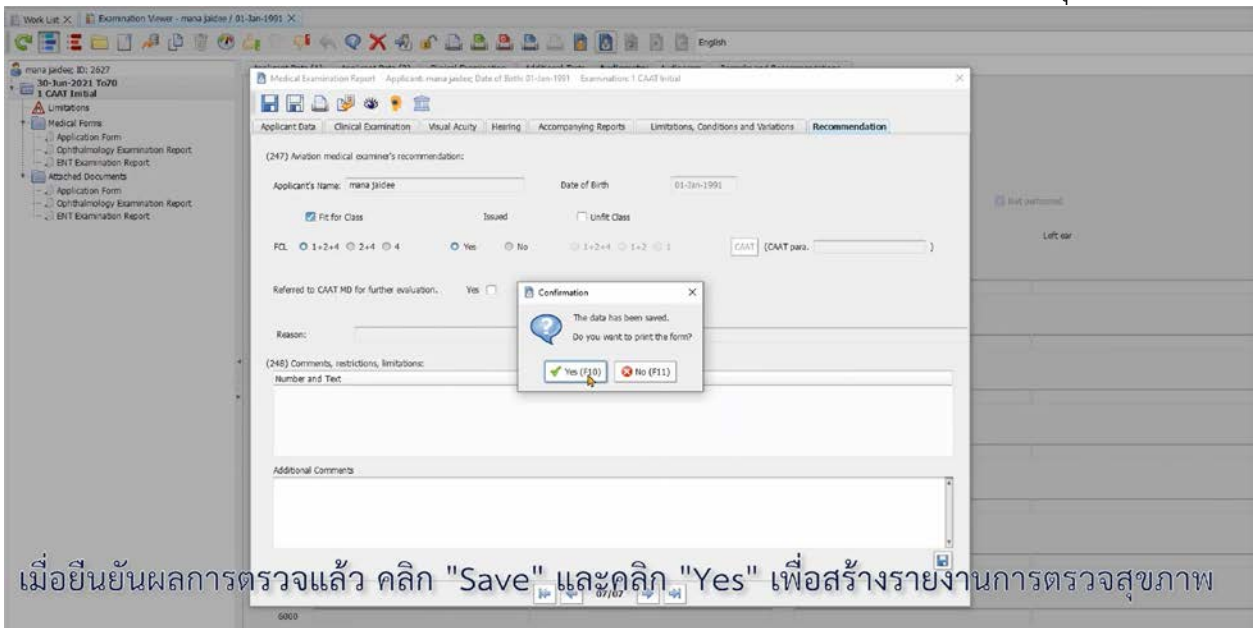 Work List
Examination Viewer - mana jaidee / 01-Jan-1991
English
mana jaidee; ID: 2627
30-Jun-2021 To70
1 CAAT Initial
Limitations
Medical Forms
Application Form
Ophthalmology Examination Report
ENT Examination Report
Attached Documents
Application Form
Ophthalmology Examination Report
ENT Examination Report
Medical Examination Report Applicant: mana jaidee; Date of Birth: 01-Jan-1991 Examination: 1 CAAT Initial
Applicant Data Clinical Examination Visual Acuity Hearing Accompanying Reports Limitations, Conditions and Variations Recommendation
(247) Aviation medical examiner's recommendation:
Applicant's Name: mana jaidee Date of Birth 01-Jan-1991
Fit for Class Issued Unfit Class
FCL 1+2+4 2+4 4 Yes No 1+2+4 1+2 1 CAAT (CAAT para. )
Referred to CAAT MD for further evaluation. Yes
Reason:
(248) Comments, restrictions, limitations:
Number and Text
Additional Comments
Confirmation
The data has been saved.
Do you want to print the form?
Yes (F10) No (F11)
Not performed
Left ear
07/07
6000
เมื่อยืนยันผลการตรวจแล้ว คลิก "Save" และคลิก "Yes" เพื่อสร้างรายงานการตรวจสุขภาพ